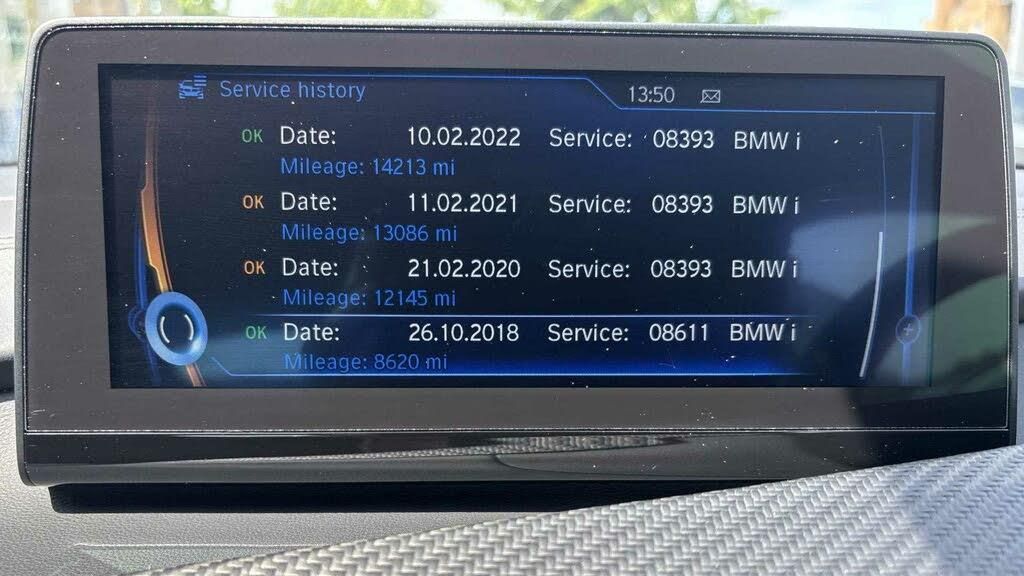 Service history 13:50
OK Date: 10.02.2022 Service: 08393 BMW i
Mileage: 14213 mi
OK Date: 11.02.2021 Service: 08393 BMW i
Mileage: 13086 mi
OK Date: 21.02.2020 Service: 08393 BMW i
Mileage: 12145 mi
OK Date: 26.10.2018 Service: 08611 BMW i
Mileage: 8620 mi